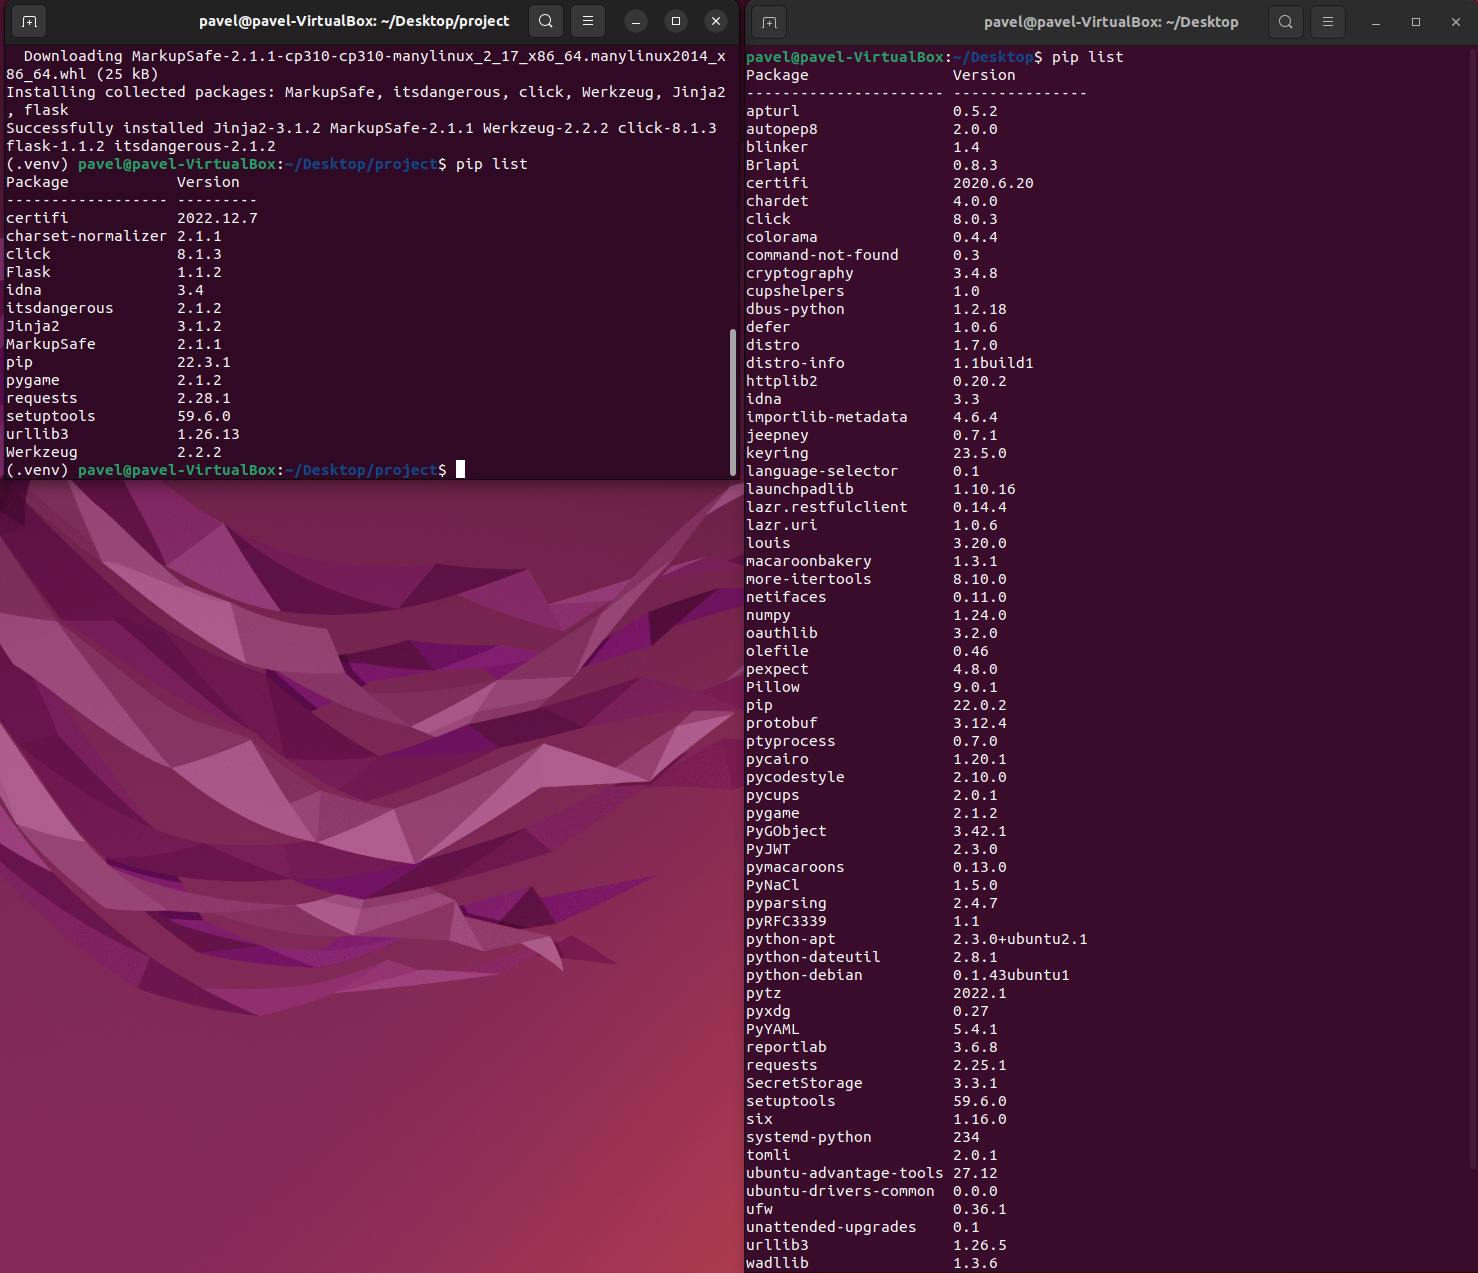 pavel@pavel-VirtualBox: ~/Desktop/project
  Downloading MarkupSafe-2.1.1-cp310-cp310-manylinux_2_17_x86_64.manylinux2014_x
86_64.whl (25 kB)
Installing collected packages: MarkupSafe, itsdangerous, click, Werkzeug, Jinja2
, flask
Successfully installed Jinja2-3.1.2 MarkupSafe-2.1.1 Werkzeug-2.2.2 click-8.1.3
flask-1.1.2 itsdangerous-2.1.2
(.venv) pavel@pavel-VirtualBox:~/Desktop/project$ pip list
Package            Version
------------------ ---------
certifi            2022.12.7
charset-normalizer 2.1.1
click              8.1.3
Flask              1.1.2
idna               3.4
itsdangerous       2.1.2
Jinja2             3.1.2
MarkupSafe         2.1.1
pip                22.3.1
pygame             2.1.2
requests           2.28.1
setuptools         59.6.0
urllib3            1.26.13
Werkzeug           2.2.2
(.venv) pavel@pavel-VirtualBox:~/Desktop/project$
pavel@pavel-VirtualBox: ~/Desktop
pavel@pavel-VirtualBox:~/Desktop$ pip list
Package                Version
---------------------- ---------------
apturl                 0.5.2
autopep8               2.0.0
blinker                1.4
Brlapi                 0.8.3
certifi                2020.6.20
chardet                4.0.0
click                  8.0.3
colorama               0.4.4
command-not-found      0.3
cryptography           3.4.8
cupshelpers            1.0
dbus-python            1.2.18
defer                  1.0.6
distro                 1.7.0
distro-info            1.1build1
httplib2               0.20.2
idna                   3.3
importlib-metadata     4.6.4
jeepney                0.7.1
keyring                23.5.0
language-selector      0.1
launchpadlib           1.10.16
lazr.restfulclient     0.14.4
lazr.uri               1.0.6
louis                  3.20.0
macaroonbakery         1.3.1
more-itertools         8.10.0
netifaces              0.11.0
numpy                  1.24.0
oauthlib               3.2.0
olefile                0.46
pexpect                4.8.0
Pillow                 9.0.1
pip                    22.0.2
protobuf               3.12.4
ptyprocess             0.7.0
pycairo                1.20.1
pycodestyle            2.10.0
pycups                 2.0.1
pygame                 2.1.2
PyGObject              3.42.1
PyJWT                  2.3.0
pymacaroons            0.13.0
PyNaCl                 1.5.0
pyparsing              2.4.7
pyRFC3339              1.1
python-apt             2.3.0+ubuntu2.1
python-dateutil        2.8.1
python-debian          0.1.43ubuntu1
pytz                   2022.1
pyxdg                  0.27
PyYAML                 5.4.1
reportlab              3.6.8
requests               2.25.1
SecretStorage          3.3.1
setuptools             59.6.0
six                    1.16.0
systemd-python         234
tomli                  2.0.1
ubuntu-advantage-tools 27.12
ubuntu-drivers-common  0.0.0
ufw                    0.36.1
unattended-upgrades    0.1
urllib3                1.26.5
wadllib                1.3.6